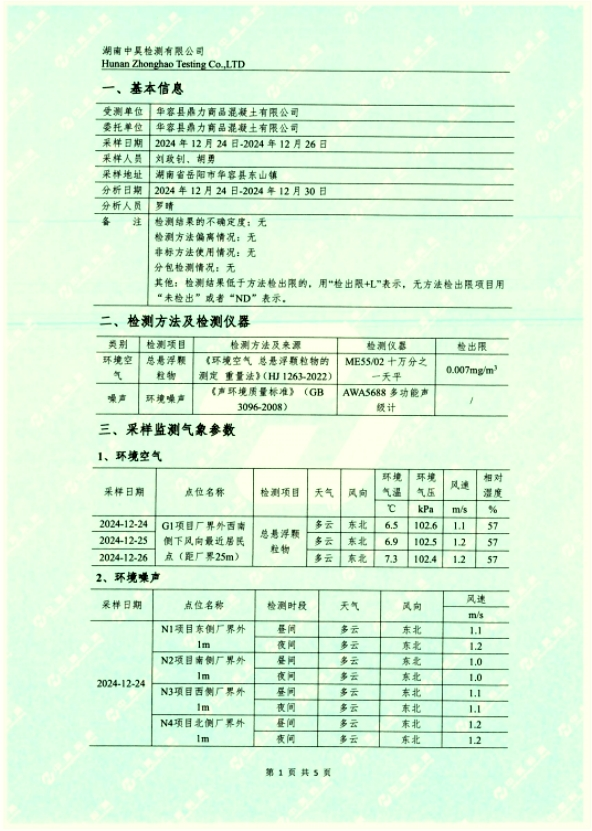 湖南中昊检测有限公司
Hunan Zhonghao Testing Co.,LTD
一、基本信息
受测单位 华容县鼎力商品混凝土有限公司
委托单位 华容县鼎力商品混凝土有限公司
采样日期 2024 年 12 月 24 日-2024 年 12 月 26 日
采样人员 刘政钊、胡勇
采样地址 湖南省岳阳市华容县东山镇
分析日期 2024 年 12 月 24 日-2024 年 12 月 30 日
分析人员 罗晴
备 注 检测结果的不确定度：无
检测方法偏离情况：无
非标方法使用情况：无
分包检测情况：无
其他：检测结果低于方法检出限的，用“检出限+L”表示，无方法检出限项目用
“未检出”或者“ND”表示。
二、检测方法及检测仪器
类别 检测项目 检测方法及来源 检测仪器 检出限
环境空气 总悬浮颗粒物 《环境空气 总悬浮颗粒物的测定 重量法》（HJ 1263-2022） ME55/02 十万分之一天平 0.007mg/m³
噪声 环境噪声 《声环境质量标准》（GB 3096-2008） AWA5688 多功能声级计 /
三、采样监测气象参数
1、环境空气
采样日期 点位名称 检测项目 天气 风向 环境气温 环境气压 风速 相对湿度
℃ kPa m/s %
2024-12-24 G1项目厂界外西南侧下风向最近居民点（距厂界25m） 总悬浮颗粒物 多云 东北 6.5 102.6 1.1 57
2024-12-25 多云 东北 6.9 102.5 1.2 57
2024-12-26 多云 东北 7.3 102.4 1.2 57
2、环境噪声
采样日期 点位名称 检测时段 天气 风向 风速
m/s
2024-12-24 N1项目东侧厂界外1m 昼间 多云 东北 1.1
夜间 多云 东北 1.2
N2项目南侧厂界外1m 昼间 多云 东北 1.0
夜间 多云 东北 1.0
N3项目西侧厂界外1m 昼间 多云 东北 1.1
夜间 多云 东北 1.1
N4项目北侧厂界外1m 昼间 多云 东北 1.2
夜间 多云 东北 1.2
第 1 页 共 5 页